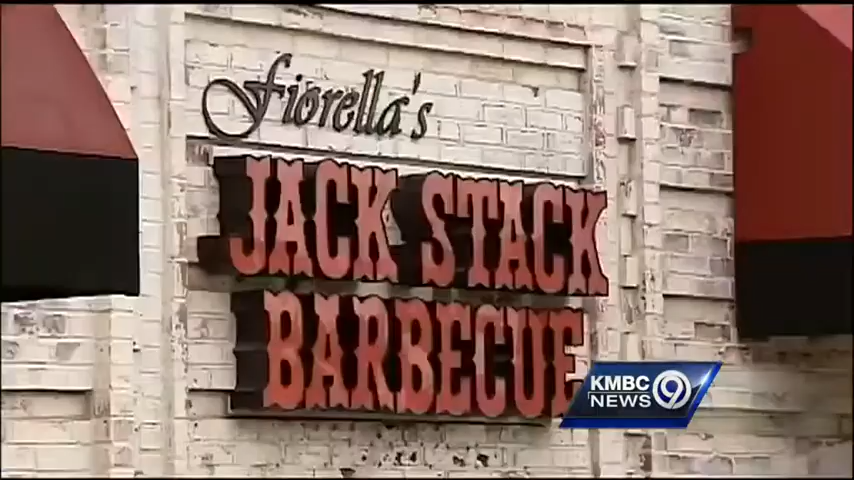 Fiorella's
JACK STACK
BARBECUE
KMBC 9
NEWS